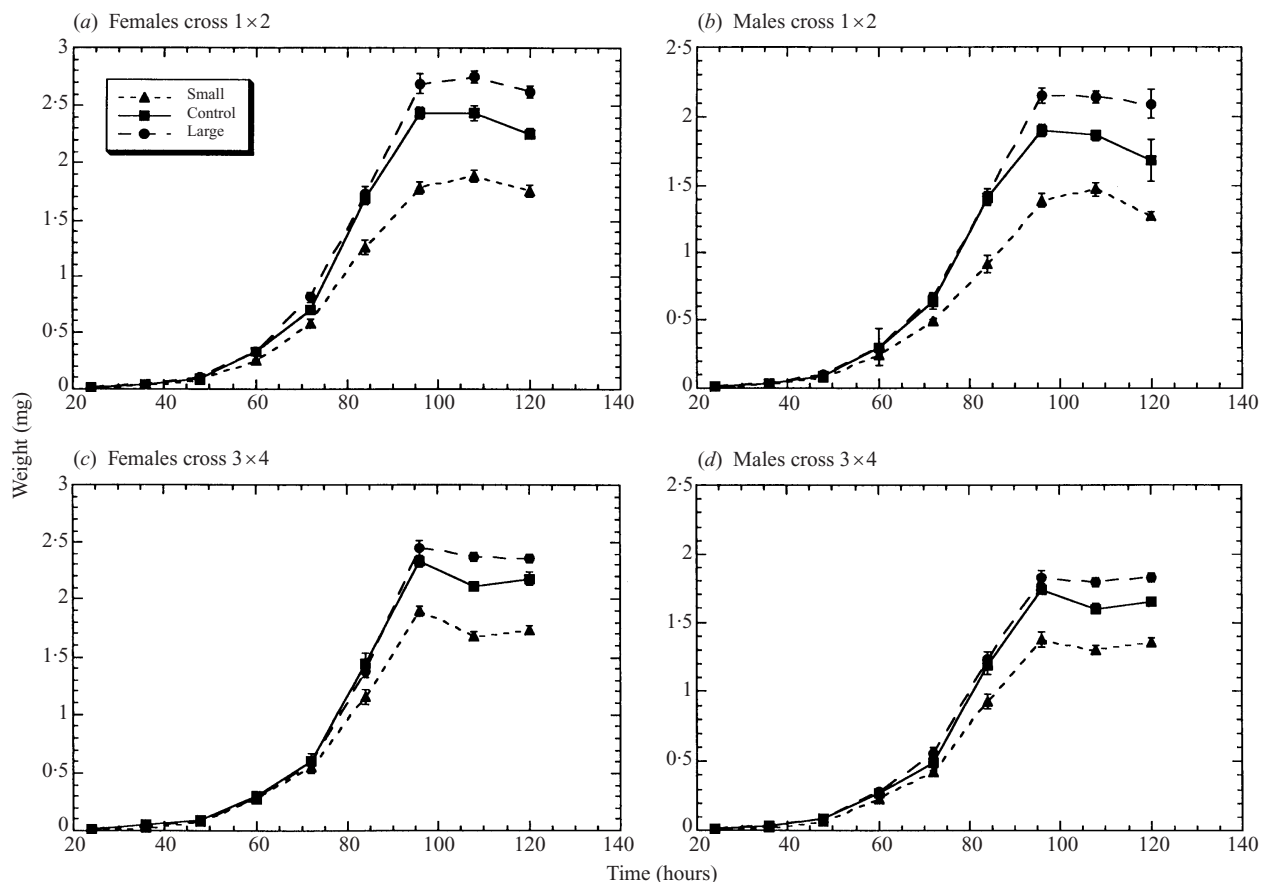 (a) Females cross 1×2
3
2·5
2
1·5
1
0·5
0
20 40 60 80 100 120 140
Small
Control
Large
(b) Males cross 1×2
2·5
2
1·5
1
0·5
0
20 40 60 80 100 120 140
Weight (mg)
(c) Females cross 3×4
3
2·5
2
1·5
1
0·5
0
20 40 60 80 100 120 140
(d) Males cross 3×4
2·5
2
1·5
1
0·5
0
20 40 60 80 100 120 140
Time (hours)